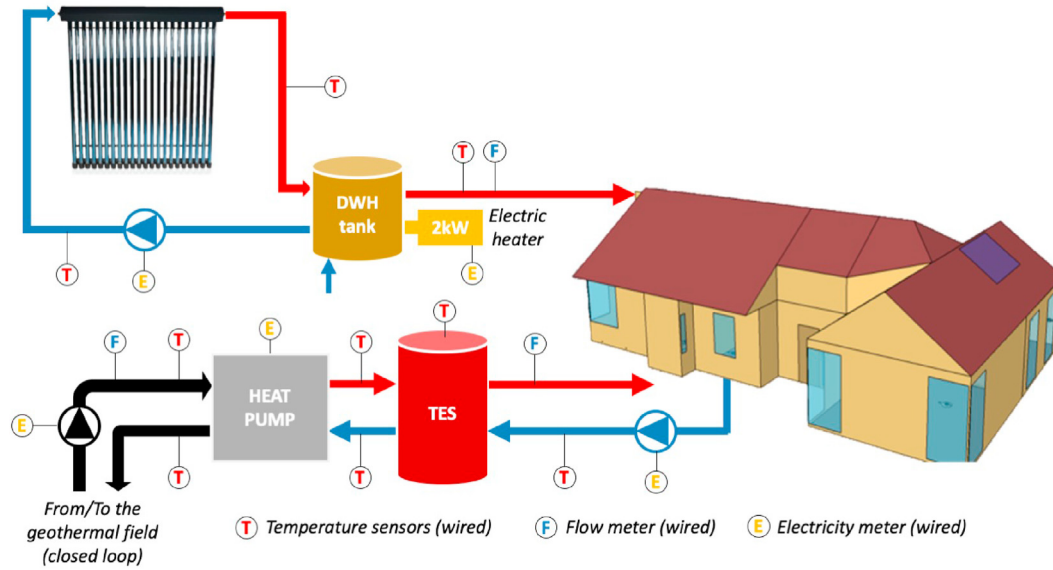 T
DWH
tank
T
F
Electric
heater
2kW
T
E
E
F
T
E
T
T
F
HEAT
PUMP
TES
E
T
T
T
E
From/To the
geothermal field
(closed loop)
T Temperature sensors (wired)
F Flow meter (wired)
E Electricity meter (wired)